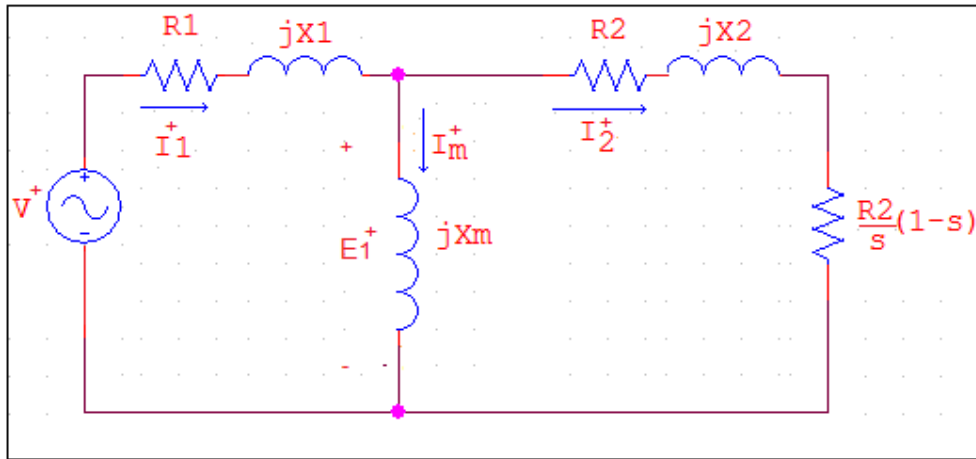 R1
jX1
R2
jX2
I1+
Im+
I2+
+
V+
+
-
E1+
jXm
R2/s(1-s)
- -